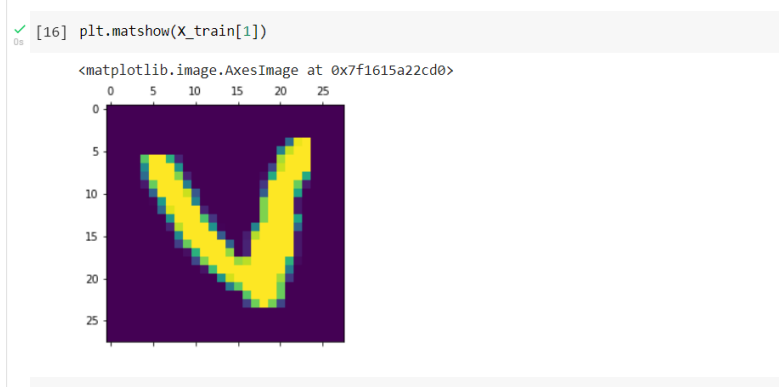 [16] plt.matshow(X_train[1])
0s
<matplotlib.image.AxesImage at 0x7f1615a22cd0>
0 5 10 15 20 25
0
5
10
15
20
25